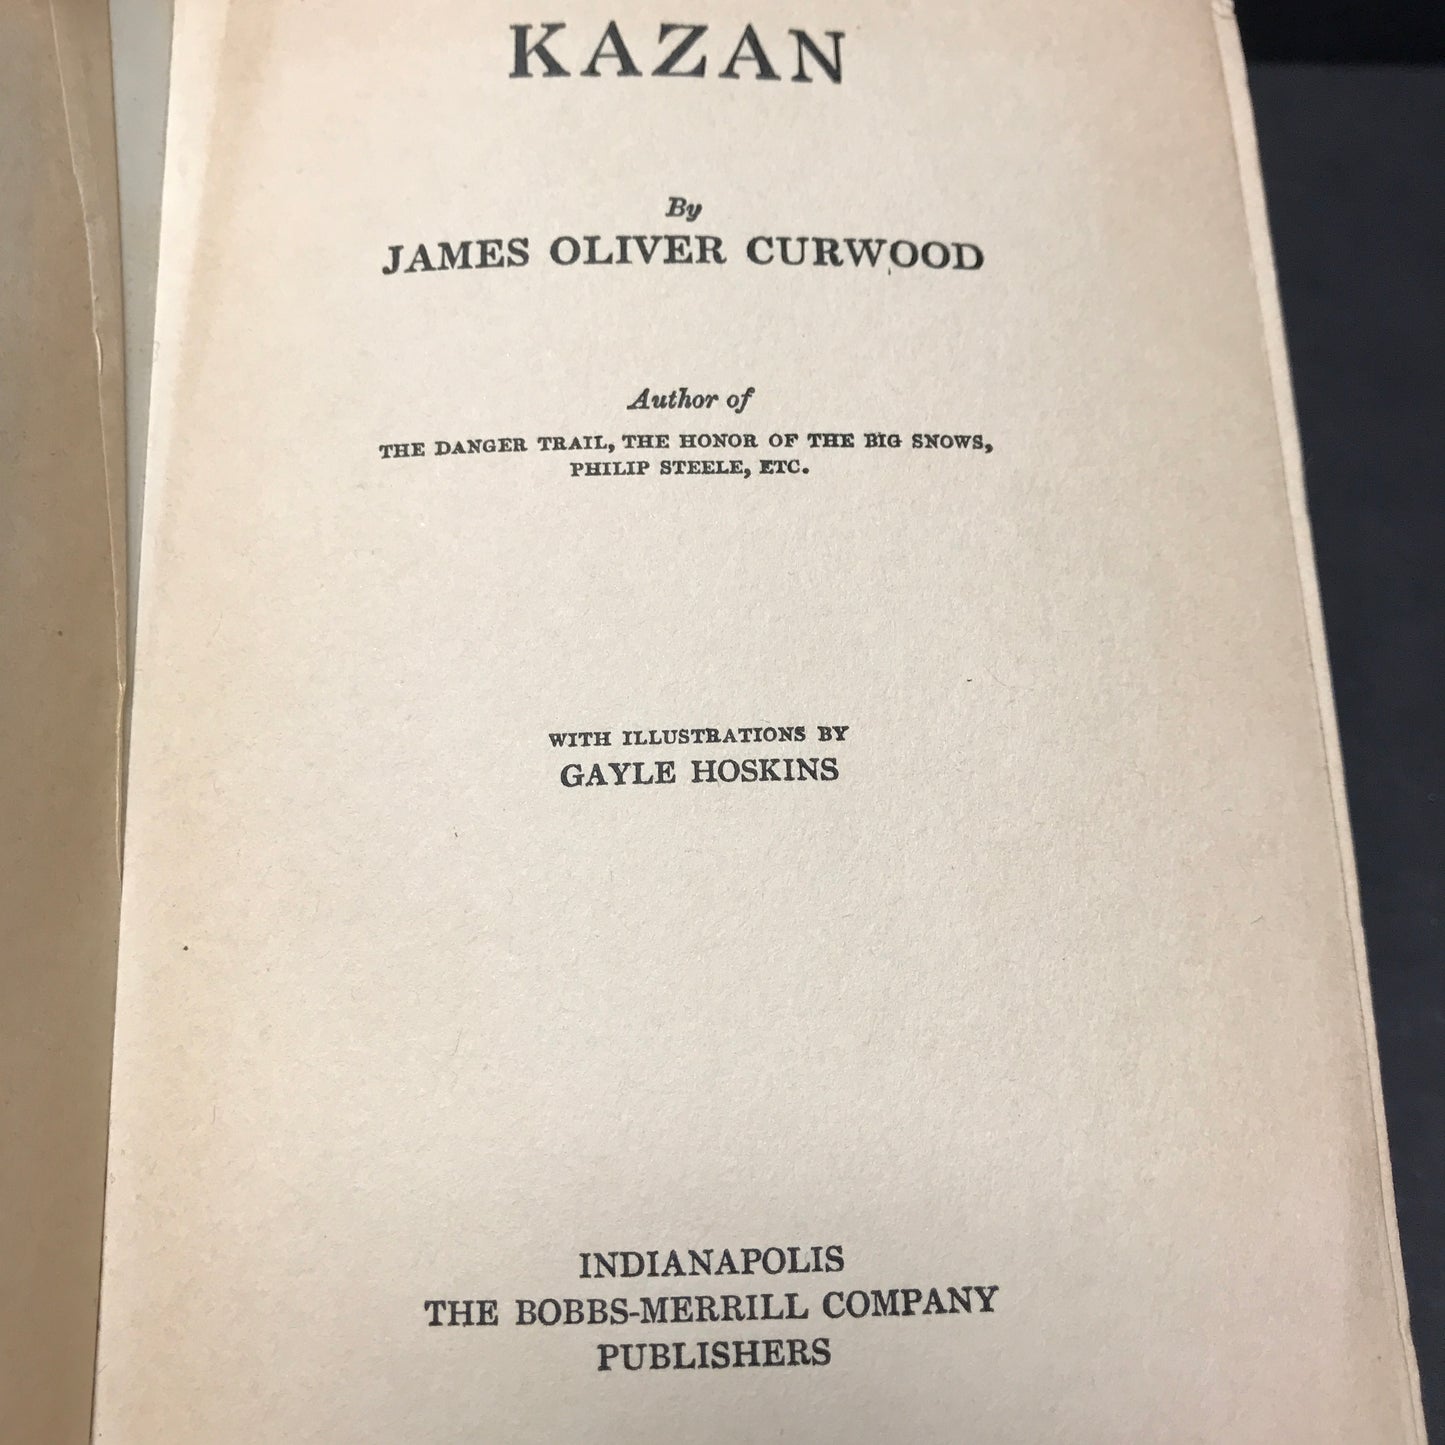 KAZAN
By
JAMES OLIVER CURWOOD
Author of
THE DANGER TRAIL, THE HONOR OF THE BIG SNOWS,
PHILIP STEELE, ETC.
WITH ILLUSTRATIONS BY
GAYLE HOSKINS
INDIANAPOLIS
THE BOBBS-MERRILL COMPANY
PUBLISHERS